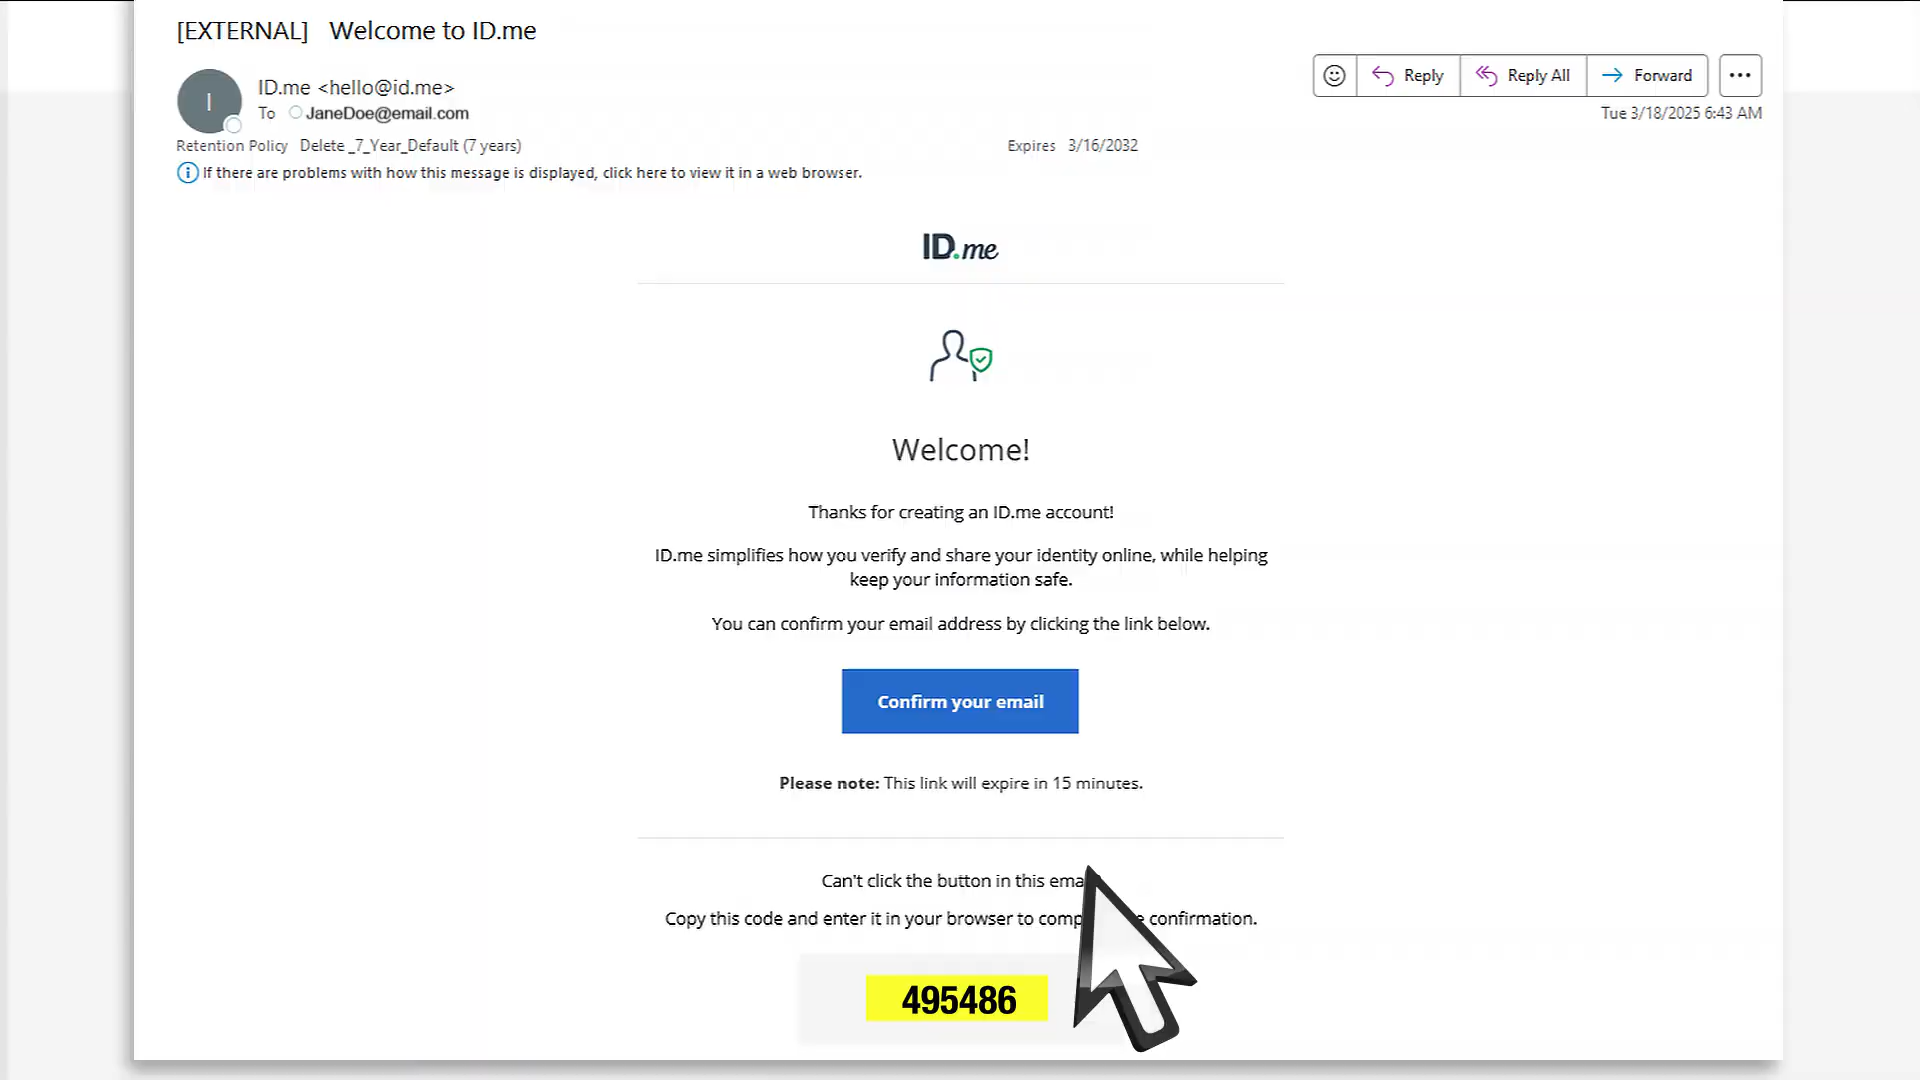 [EXTERNAL] Welcome to ID.me
ID.me <hello@id.me>
Reply
Reply All
Forward
To JaneDoe@email.com
Tue 3/18/2025 6:43 AM
Retention Policy Delete _7_Year_Default (7 years)
Expires 3/16/2032
If there are problems with how this message is displayed, click here to view it in a web browser.
I
ID.me
Welcome!
Thanks for creating an ID.me account!
ID.me simplifies how you verify and share your identity online, while helping
keep your information safe.
You can confirm your email address by clicking the link below.
Confirm your email
Please note: This link will expire in 15 minutes.
Can't click the button in this
Copy this code and enter it in your browser to confirmation.
495486